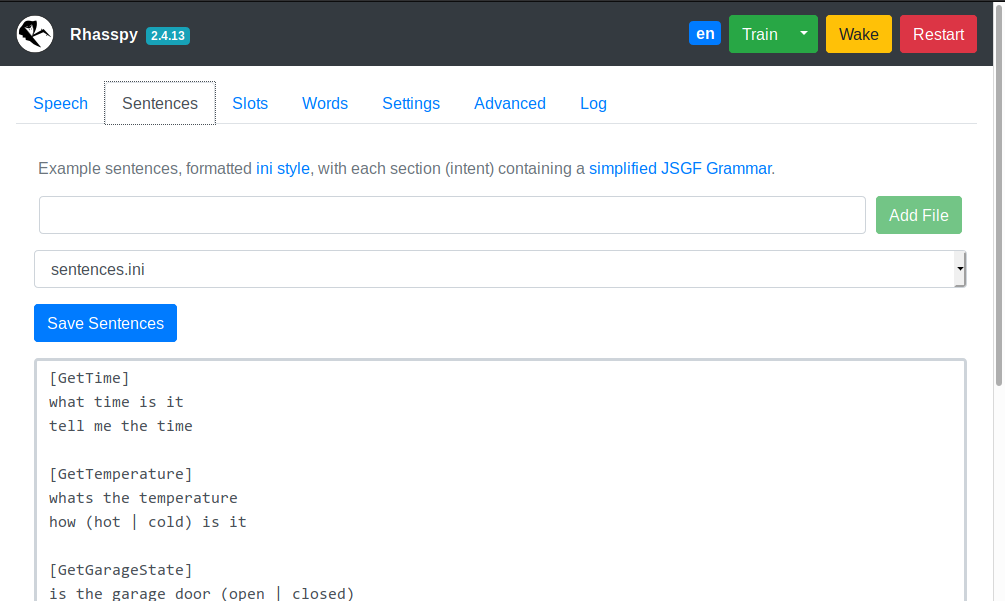 Rhasspy 2.4.13 en Train Wake Restart
Speech Sentences Slots Words Settings Advanced Log
Example sentences, formatted ini style, with each section (intent) containing a simplified JSGF Grammar.
Add File
sentences.ini
Save Sentences
[GetTime]
what time is it
tell me the time
[GetTemperature]
whats the temperature
how (hot | cold) is it
[GetGarageState]
is the garage door (open | closed)